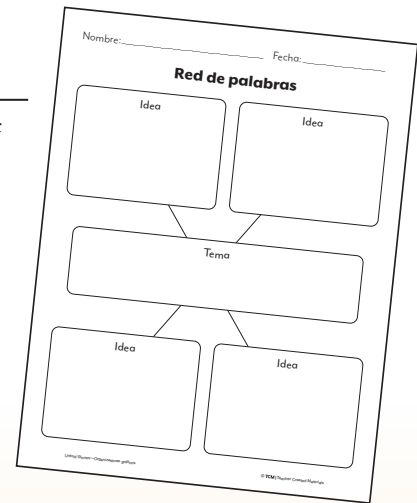 Nombre: Fecha:
Red de palabras
Idea Idea
Tema
Idea Idea
© TCM | Teacher Created Materials